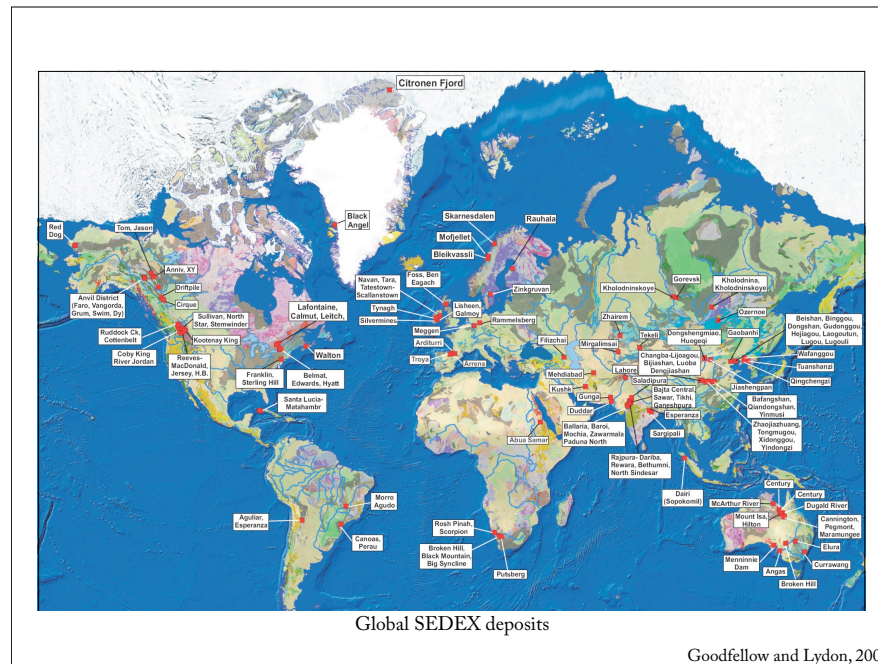 Citronen Fjord
Black
Angel
Red
Dog
Tom, Jason
Anniv, XY
Driftpile
Cirque
Anvil District
(Faro, Vangorda,
Grum, Swim, Dy)
Sullivan, North
Star, Stemwinder
Kootenay King
Ruddock Ck,
Cottenbelt
Coby King
River Jordan
Reeves-
MacDonald,
Jersey, H.B.
Lafontaine,
Calmut, Leitch,
Walton
Franklin,
Sterling Hill
Belmat,
Edwards, Hyatt
Santa Lucia-
Matahambr
Skarnesdalen
Mofjellet
Bleikvassli
Rauhala
Foss, Ben
Eagach
Zinkgruvan
Navan, Tara,
Tatestown-
Scallanstown
Tynagh
Silvermines
Lisheen,
Galmoy
Meggen
Rammelsberg
Arditurri
Troya
Arrens
Filizchai
Kholodninskoye
Gorevsk
Kholodnina,
Kholodninskoye
Ozernoe
Zhairem
Mirgalimsai
Tekeli
Dongshengmiao,
Huogeqi
Gaobanhi
Beishan, Binggou,
Dongshan, Gudonggou,
Hejiagou, Laogoutun,
Lugou, Lugouli
Wafanggou
Tuanshanzi
Qingchengzi
Changba-Lijoagou,
Bijiashan, Luoba
Dengjiashan
Jiashengpan
Bafangshan,
Qiandongshan,
Yinmusi
Zhaojiazhuang,
Tongmugou,
Xidonggou,
Yindongzi
Mehdiabad
Kushk
Gunga
Duddar
Lahore
Saladipura
Bajta Central,
Sawar, Tikhi,
Ganeshpura
Esperanza
Sargipali
Ballaria, Baroi,
Mochia, Zawarmala
Paduna North
Rajpura- Dariba,
Rewara, Bethumni,
North Sindesar
Abua Samar
Dairi
(Sopokomil)
Aguliar,
Esperanza
Morro
Agudo
Canoas,
Perau
Rosh Pinah,
Scorpion
Broken Hill,
Black Mountain,
Big Syncline
Putsberg
Century
Century
McArthur River
Dugald River
Mount Isa,
Hilton
Cannington,
Pegmont,
Maramungee
Elura
Menninnie
Dam
Angas
Currawang
Broken Hill
Global SEDEX deposits
Goodfellow and Lydon, 200